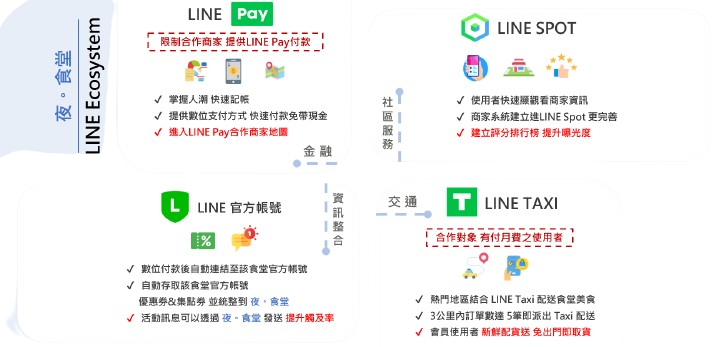 夜。食堂
LINE Ecosystem
LINE Pay
限制合作商家 提供LINE Pay付款
✓ 掌握人潮 快速記帳
✓ 提供數位支付方式 快速付款免帶現金
✓ 進入LINE Pay合作商家地圖
金融
LINE SPOT
社區服務
✓ 使用者快速顯觀看商家資訊
✓ 商家系統建立進LINE Spot 更完善
✓ 建立評分排行榜 提升曝光度
L LINE 官方帳號
資訊整合
%
1
✓ 數位付款後自動連結至該食堂官方帳號
✓ 自動存取該食堂官方帳號
優惠券&集點券 並統整到 夜。食堂
✓ 活動訊息可以透過 夜。食堂 發送 提升觸及率
交通
T LINE TAXI
合作對象 有付月費之使用者
✓ 熱門地區結合 LINE Taxi 配送食堂美食
✓ 3公里內訂單數達 5筆即派出 Taxi 配送
✓ 會員使用者 新鮮配貨送 免出門即取貨